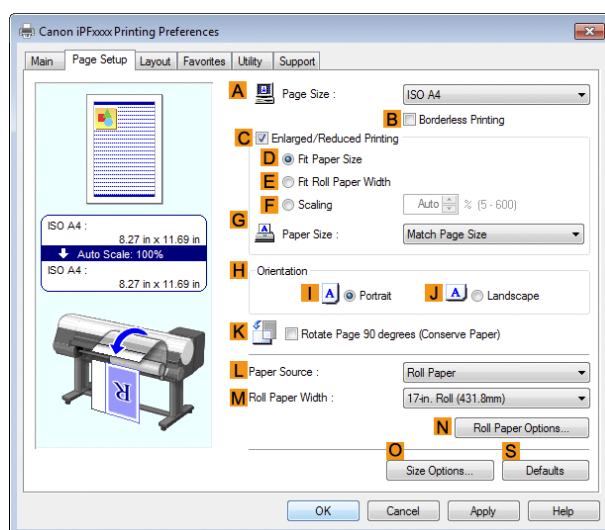 Canon iPFxxxx Printing Preferences
Main Page Setup Layout Favorites Utility Support
A Page Size : ISO A4
B Borderless Printing
C Enlarged/Reduced Printing
D Fit Paper Size
E Fit Roll Paper Width
F Scaling Auto % (5 - 600)
G Paper Size : Match Page Size
ISO A4 :
8.27 in x 11.69 in
Auto Scale: 100%
ISO A4 :
8.27 in x 11.69 in
H Orientation
I A Portrait J A Landscape
K Rotate Page 90 degrees (Conserve Paper)
R
L Paper Source : Roll Paper
M Roll Paper Width : 17-in. Roll (431.8mm)
N Roll Paper Options...
O Size Options... S Defaults
OK Cancel Apply Help